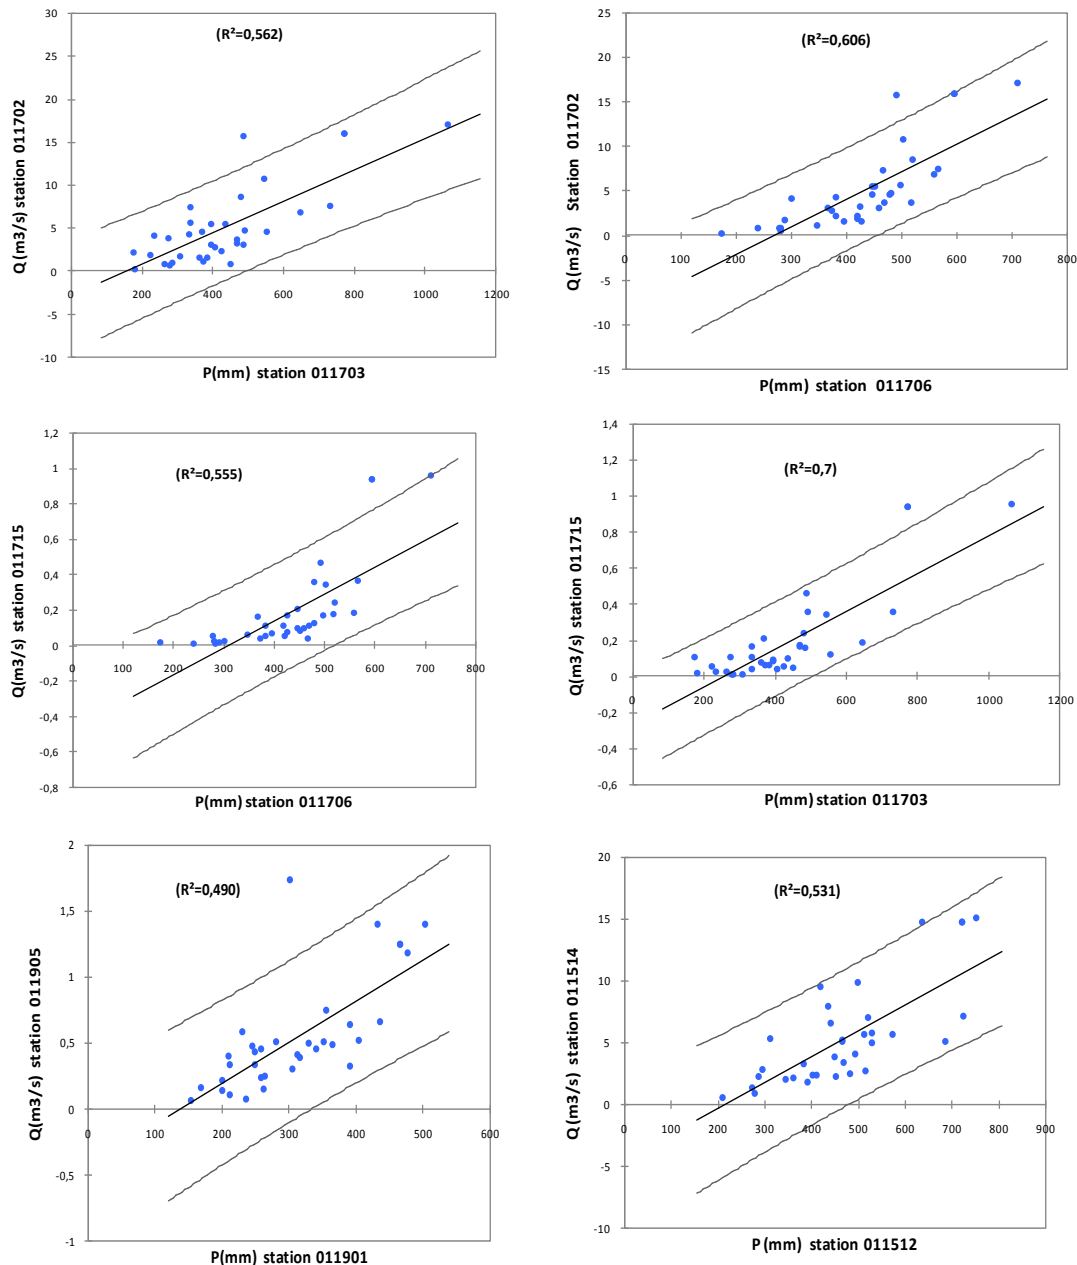 (R²=0,562)
30
25
20
15
10
5
0
-5
-10
0 200 400 600 800 1000 1200
Q (m3/s) station 011702
P(mm) station 011703
(R²=0,606)
25
20
15
10
5
0
-5
-10
-15
0 100 200 300 400 500 600 700 800
Q (m3/s) Station 011702
P(mm) station 011706
(R²=0,555)
1,2
1
0,8
0,6
0,4
0,2
0
-0,2
-0,4
-0,6
-0,8
0 100 200 300 400 500 600 700 800
Q(m3/s) station 011715
P(mm) station 011706
(R²=0,7)
1,4
1,2
1
0,8
0,6
0,4
0,2
0
-0,2
-0,4
-0,6
0 200 400 600 800 1000 1200
Q(m3/s) station 011715
P(mm) station 011703
(R²=0,490)
2
1,5
1
0,5
0
-0,5
-1
0 100 200 300 400 500 600
Q(m3/s) station 011905
P(mm) station 011901
(R²=0,531)
20
15
10
5
0
-5
-10
0 100 200 300 400 500 600 700 800 900
Q(m3/s) station 011514
P (mm) station 011512